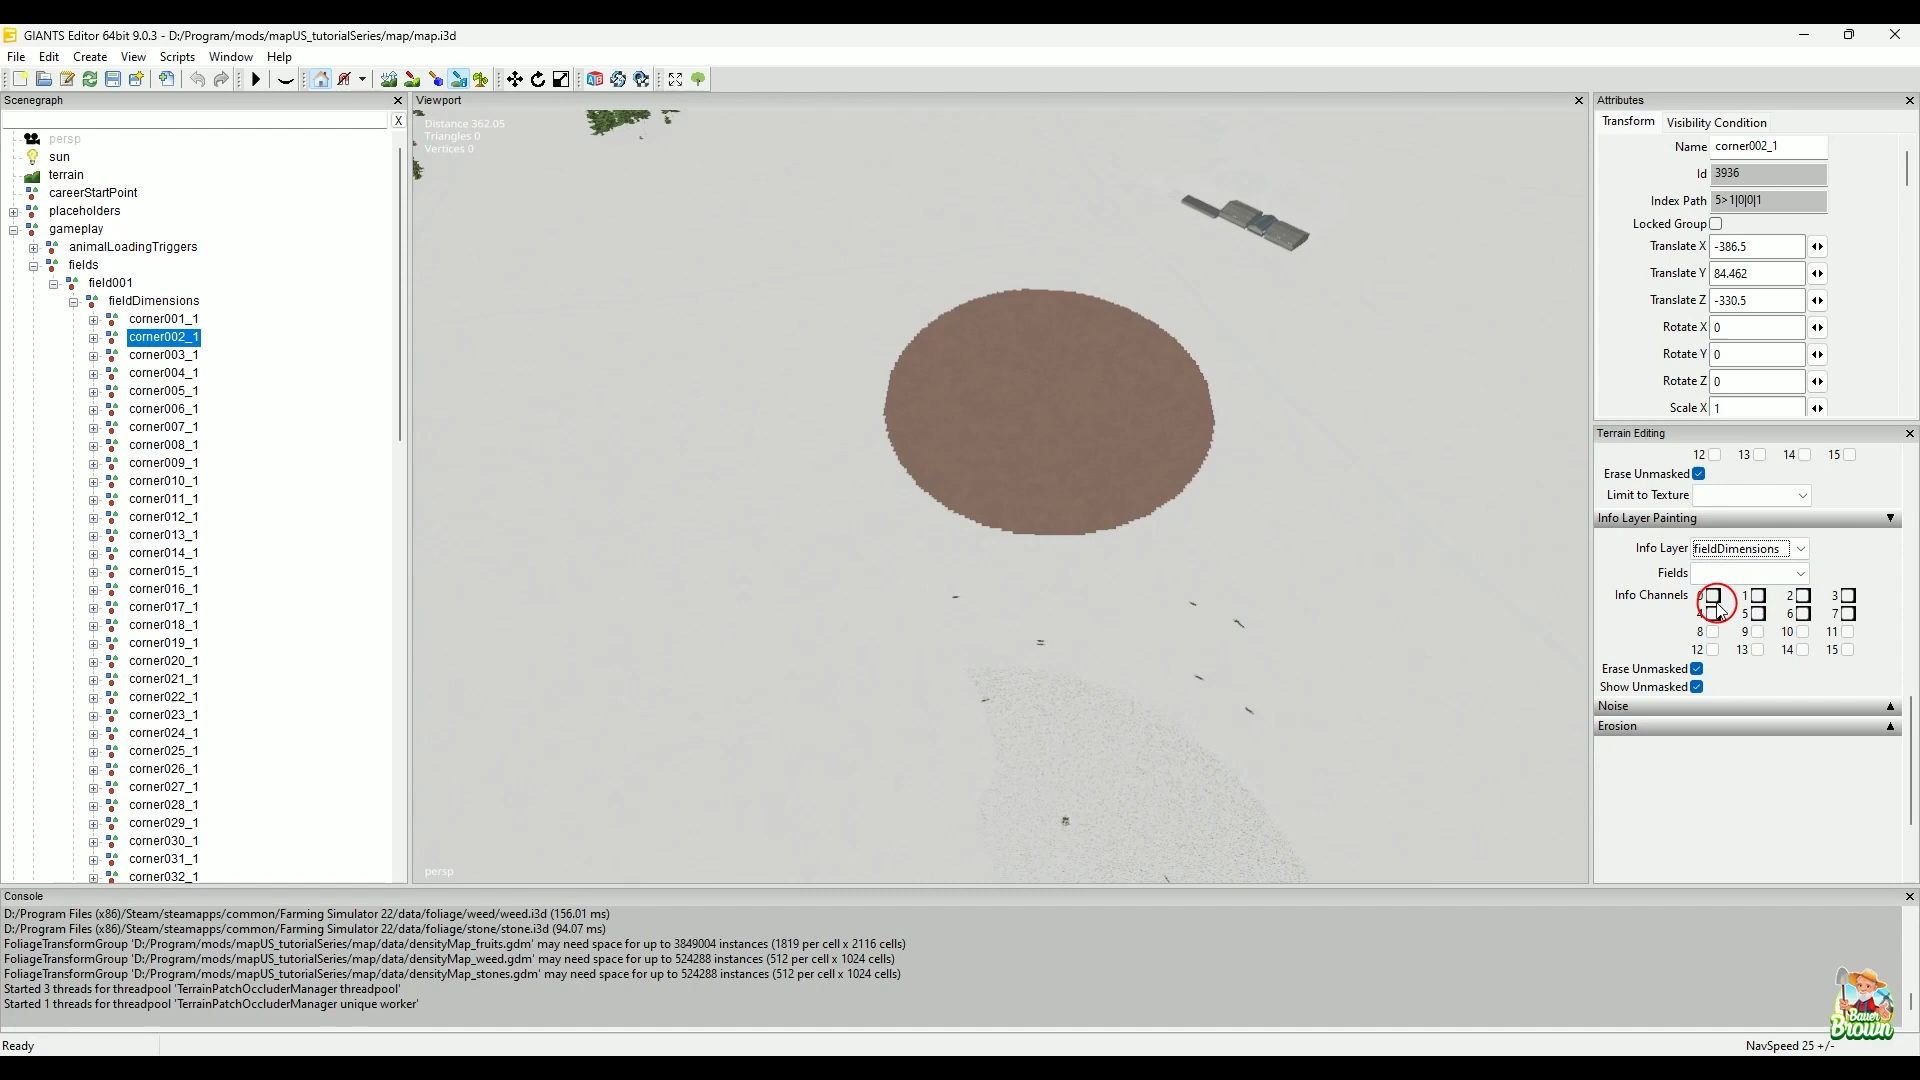 GIANTS Editor 64bit 9.0.3 - D:/Program/mods/mapUS_tutorialSeries/map/map.i3d
File Edit Create View Scripts Window Help
Scenegraph
X
persp
sun
terrain
careerStartPoint
placeholders
gameplay
animalLoadingTriggers
fields
field001
fieldDimensions
corner001_1
corner002_1
corner003_1
corner004_1
corner005_1
corner006_1
corner007_1
corner008_1
corner009_1
corner010_1
corner011_1
corner012_1
corner013_1
corner014_1
corner015_1
corner016_1
corner017_1
corner018_1
corner019_1
corner020_1
corner021_1
corner022_1
corner023_1
corner024_1
corner025_1
corner026_1
corner027_1
corner028_1
corner029_1
corner030_1
corner031_1
corner032_1
Viewport
Distance 362.05
Triangles 0
Vertices 0
persp
Attributes
Transform Visibility Condition
Name corner002_1
Id 3936
Index Path 5>1|0|0|1
Locked Group
Translate X -386.5
Translate Y 84.462
Translate Z -330.5
Rotate X 0
Rotate Y 0
Rotate Z 0
Scale X 1
Terrain Editing
12 13 14 15
Erase Unmasked
Limit to Texture
Info Layer Painting
Info Layer fieldDimensions
Fields
Info Channels 0 1 2 3
4 5 6 7
8 9 10 11
12 13 14 15
Erase Unmasked
Show Unmasked
Noise
Erosion
Console
D:/Program Files (x86)/Steam/steamapps/common/Farming Simulator 22/data/foliage/weed/weed.i3d (156.01 ms)
D:/Program Files (x86)/Steam/steamapps/common/Farming Simulator 22/data/foliage/stone/stone.i3d (94.07 ms)
FoliageTransformGroup 'D:/Program/mods/mapUS_tutorialSeries/map/data/densityMap_fruits.gdm' may need space for up to 3849004 instances (1819 per cell x 2116 cells)
FoliageTransformGroup 'D:/Program/mods/mapUS_tutorialSeries/map/data/densityMap_weed.gdm' may need space for up to 524288 instances (512 per cell x 1024 cells)
FoliageTransformGroup 'D:/Program/mods/mapUS_tutorialSeries/map/data/densityMap_stones.gdm' may need space for up to 524288 instances (512 per cell x 1024 cells)
Started 3 threads for threadpool 'TerrainPatchOccluderManager threadpool'
Started 1 threads for threadpool 'TerrainPatchOccluderManager unique worker'
Bauer
Brown
Ready
NavSpeed 25 +/-